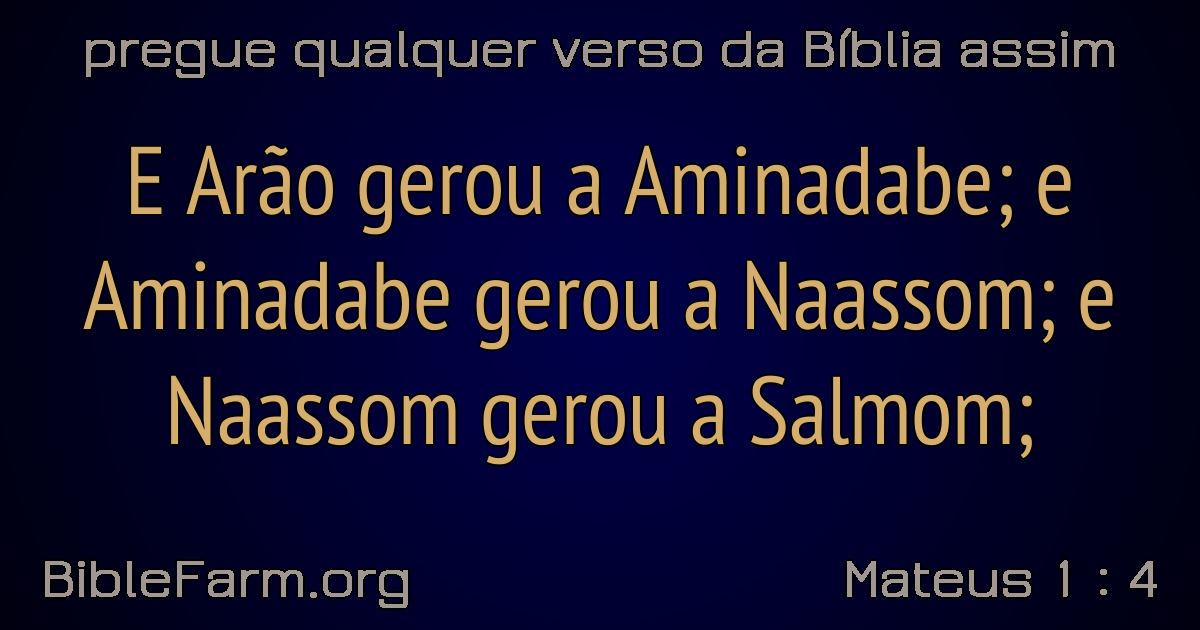 pregue qualquer verso da Bíblia assim
E Arão gerou a Aminadabe; e
Aminadabe gerou a Naassom; e
Naassom gerou a Salmom;
BibleFarm.org
Mateus 1 : 4